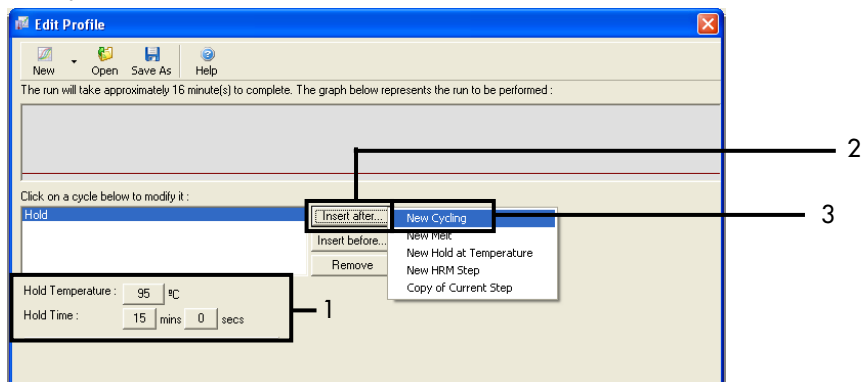 Edit Profile
New Open Save As Help
The run will take approximately 16 minute(s) to complete. The graph below represents the run to be performed :
2
Click on a cycle below to modify it :
Hold
Insert after...
New Cycling
3
Insert before...
New Melt
New Hold at Temperature
Remove
New HRM Step
Copy of Current Step
Hold Temperature : 95 ºC
1
Hold Time : 15 mins 0 secs